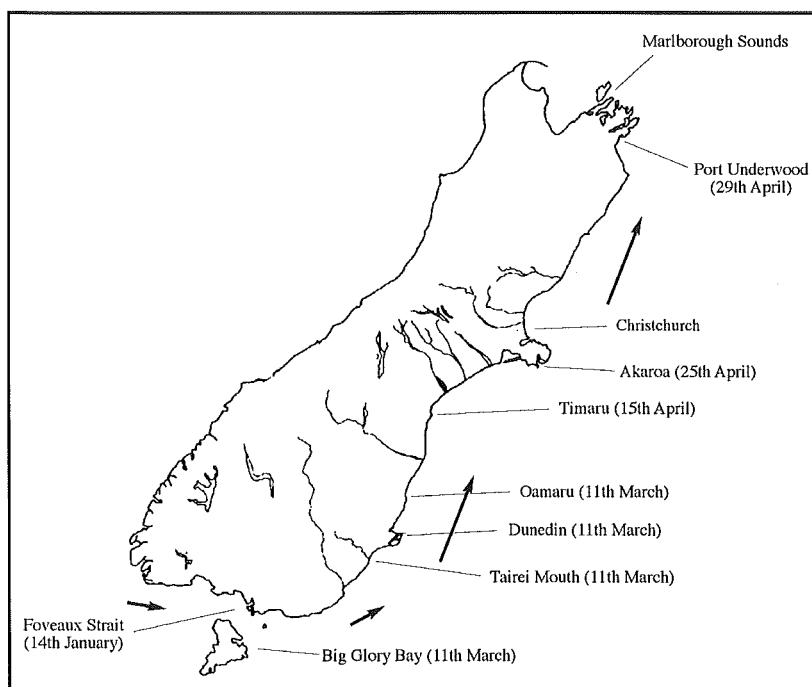 Marlborough Sounds
Port Underwood
(29th April)
Christchurch
Akaroa (25th April)
Timaru (15th April)
Oamaru (11th March)
Dunedin (11th March)
Tairei Mouth (11th March)
Foveaux Strait
(14th January)
Big Glory Bay (11th March)